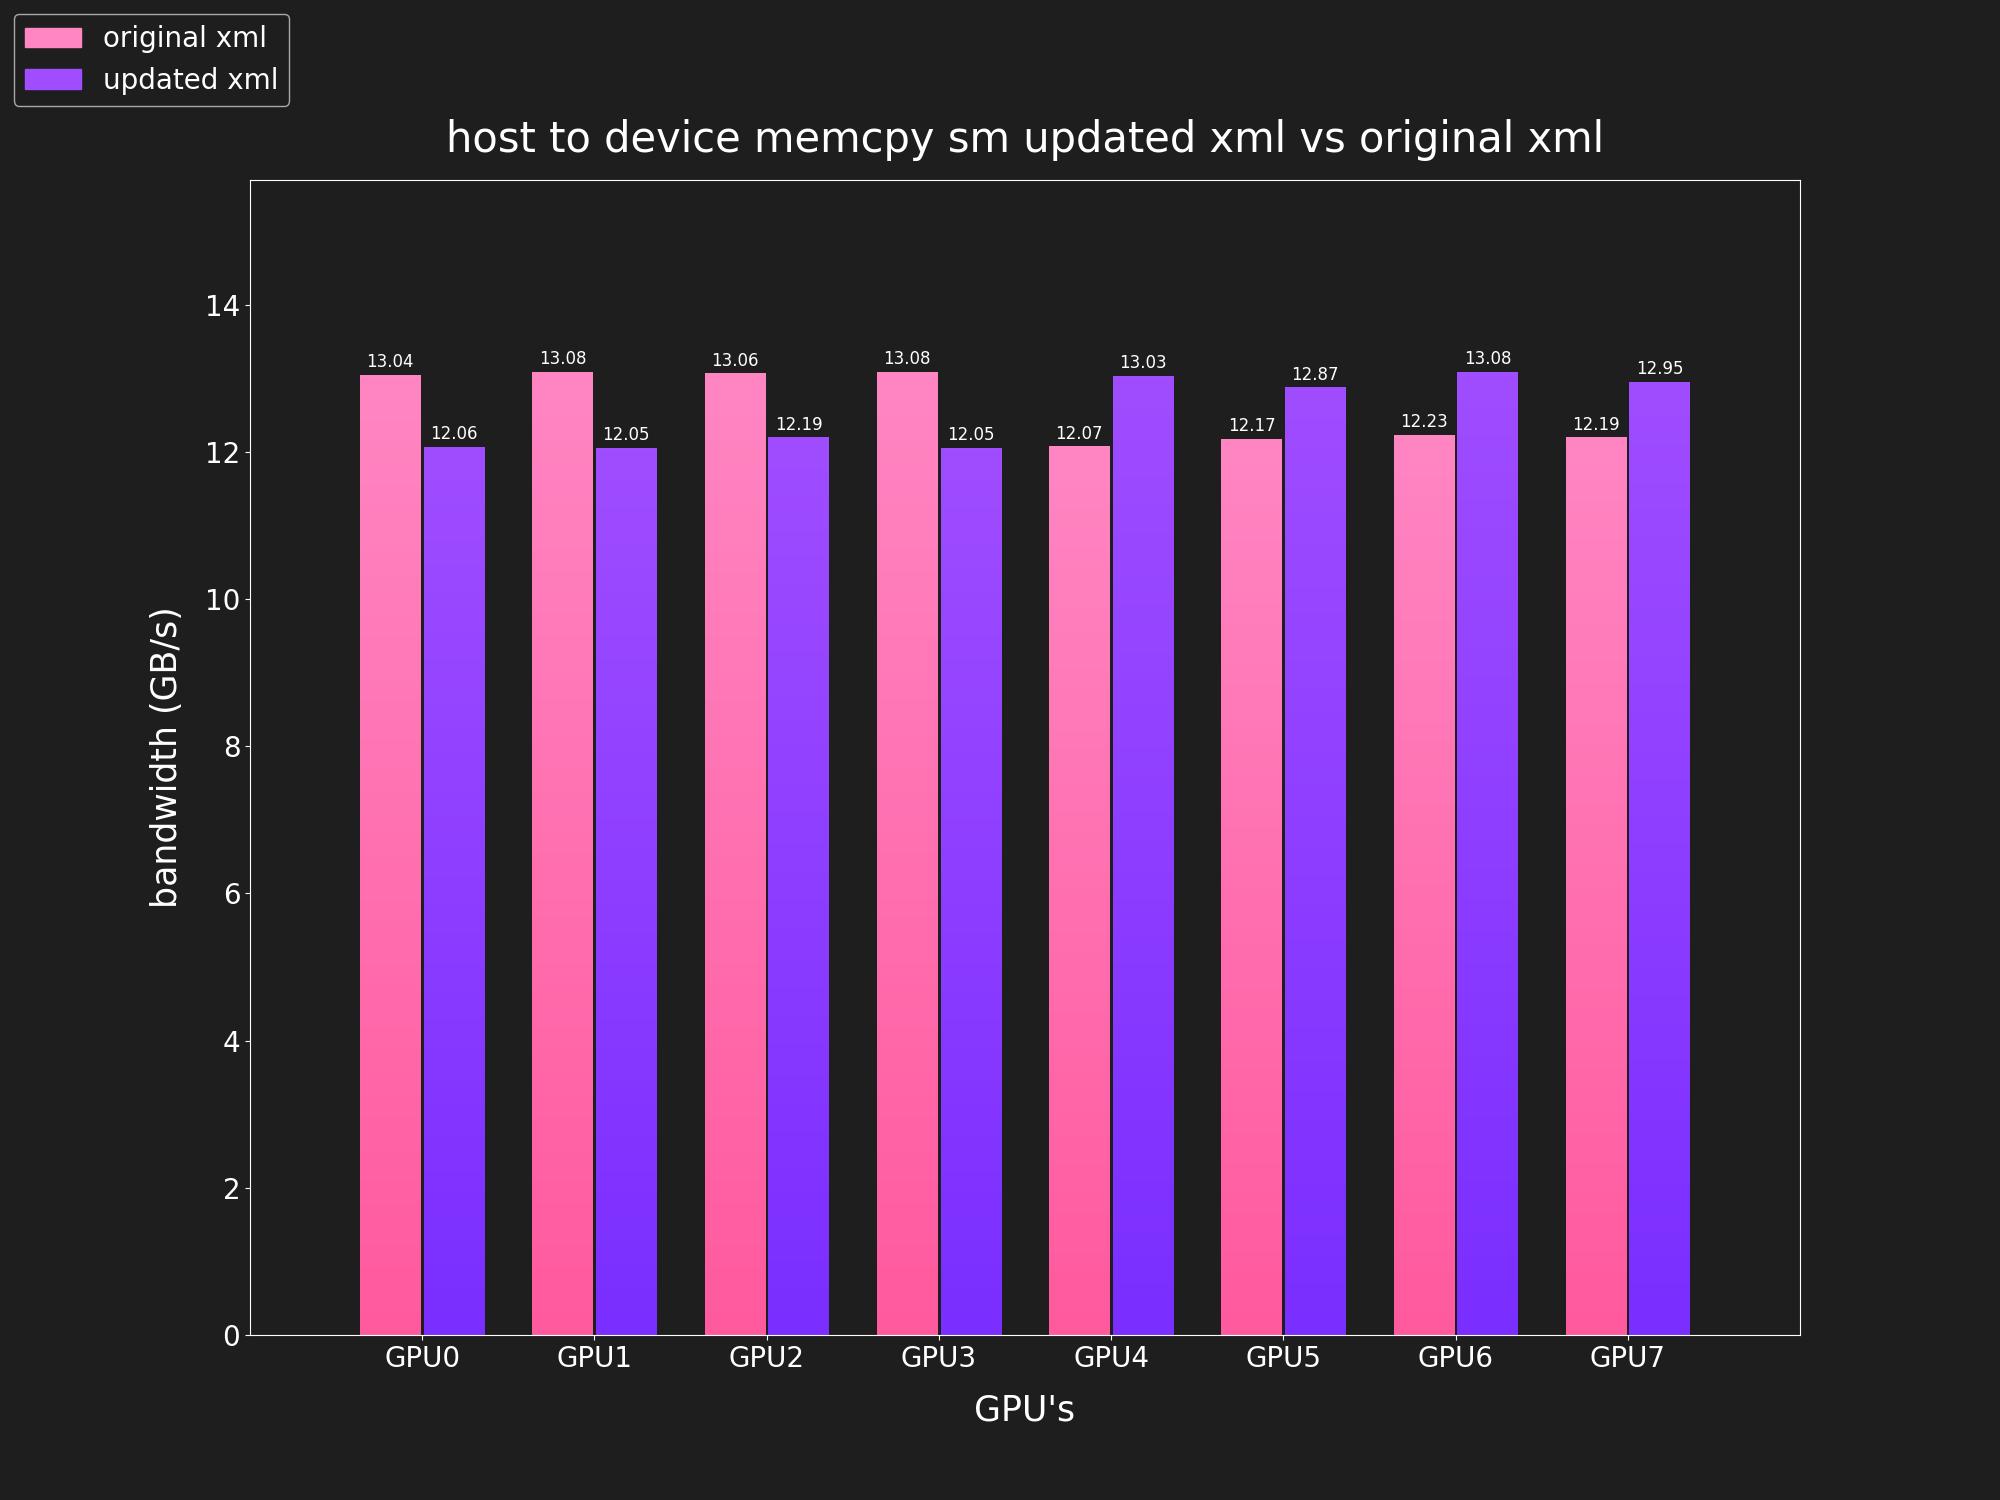 original xml
updated xml
host to device memcpy sm updated xml vs original xml
bandwidth (GB/s)
14
12
10
8
6
4
2
0
13.04 12.06 13.08 12.05 13.06 12.19 13.08 12.05 12.07 13.03 12.17 12.87 12.23 13.08 12.19 12.95
GPU0 GPU1 GPU2 GPU3 GPU4 GPU5 GPU6 GPU7
GPU's